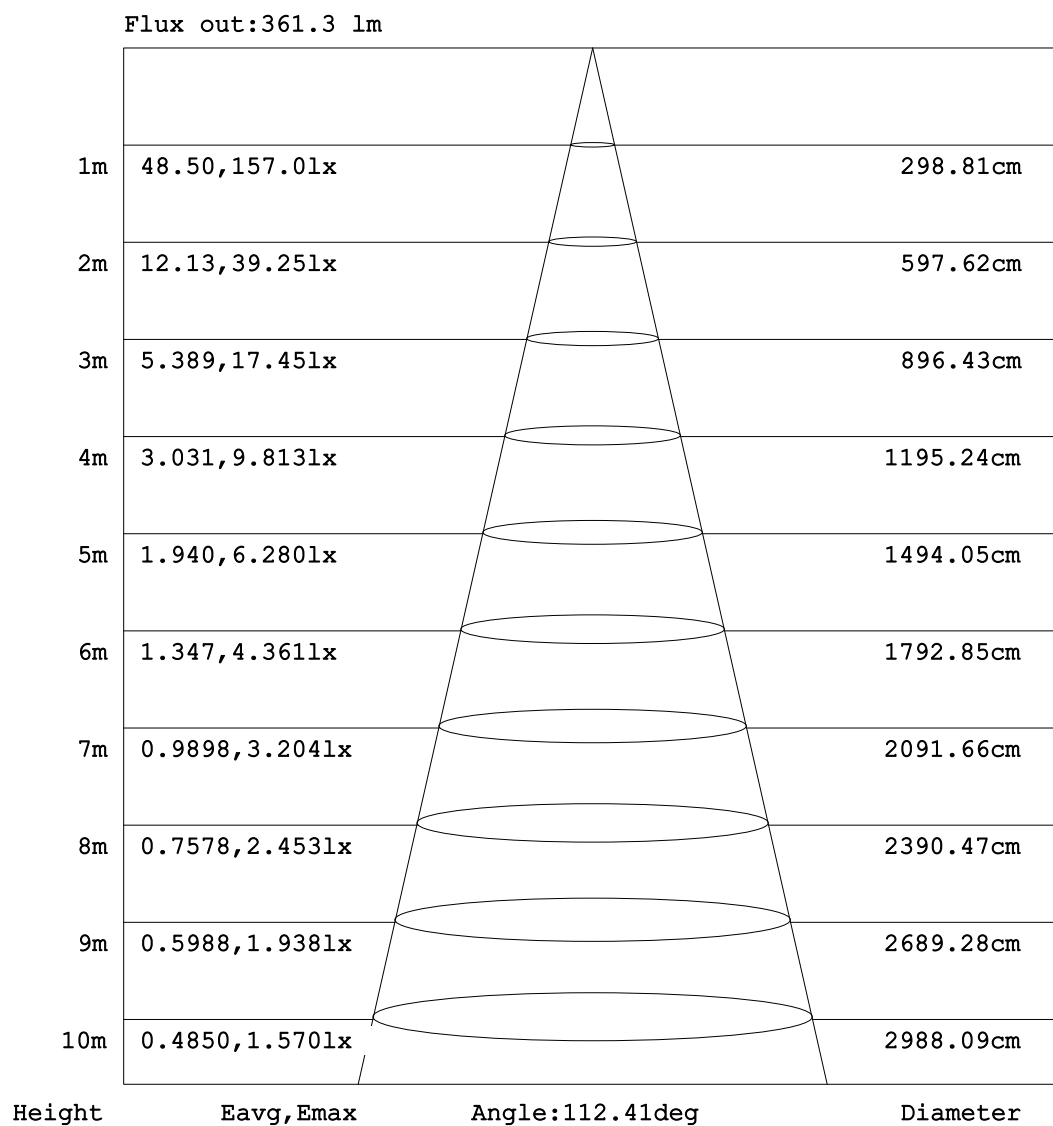 Flux out:361.3 lm
1m 48.50,157.0lx 298.81cm
2m 12.13,39.25lx 597.62cm
3m 5.389,17.45lx 896.43cm
4m 3.031,9.813lx 1195.24cm
5m 1.940,6.280lx 1494.05cm
6m 1.347,4.361lx 1792.85cm
7m 0.9898,3.204lx 2091.66cm
8m 0.7578,2.453lx 2390.47cm
9m 0.5988,1.938lx 2689.28cm
10m 0.4850,1.570lx 2988.09cm
Height Eavg,Emax Angle:112.41deg Diameter